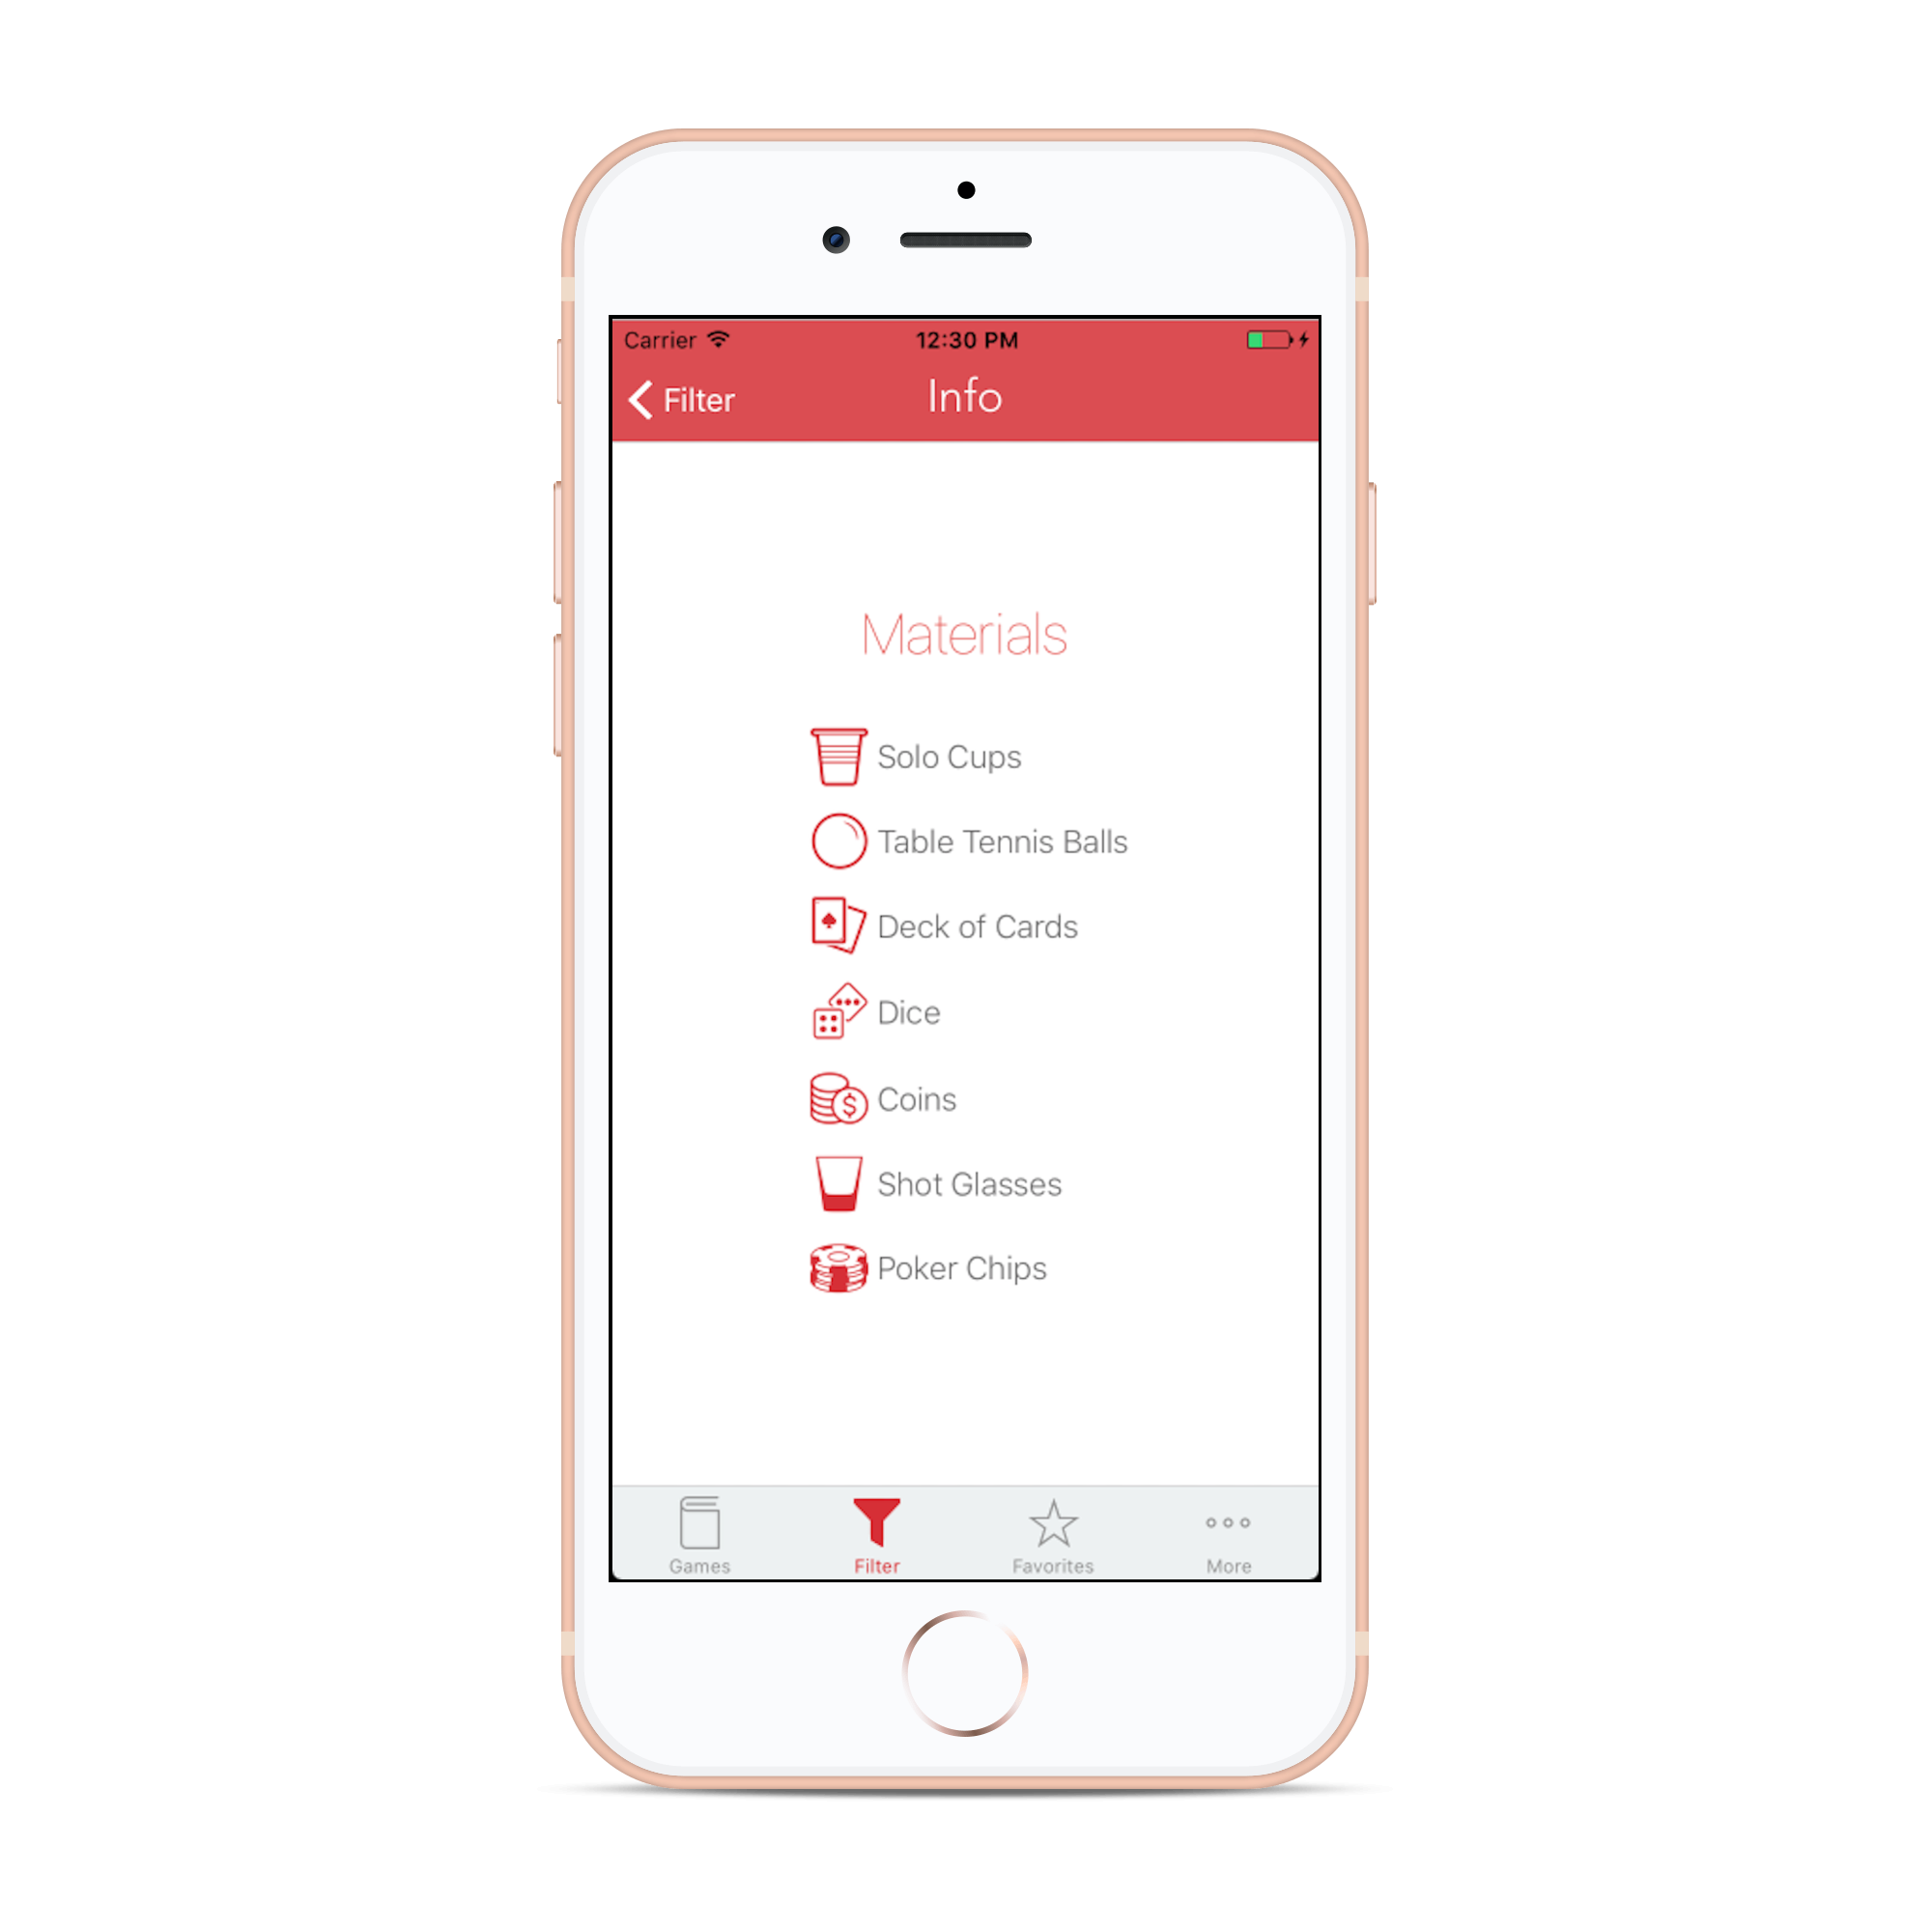 Carrier 12:30 PM
Filter Info
Materials
Solo Cups
Table Tennis Balls
Deck of Cards
Dice
$ Coins
Shot Glasses
Poker Chips
Games Filter Favorites More